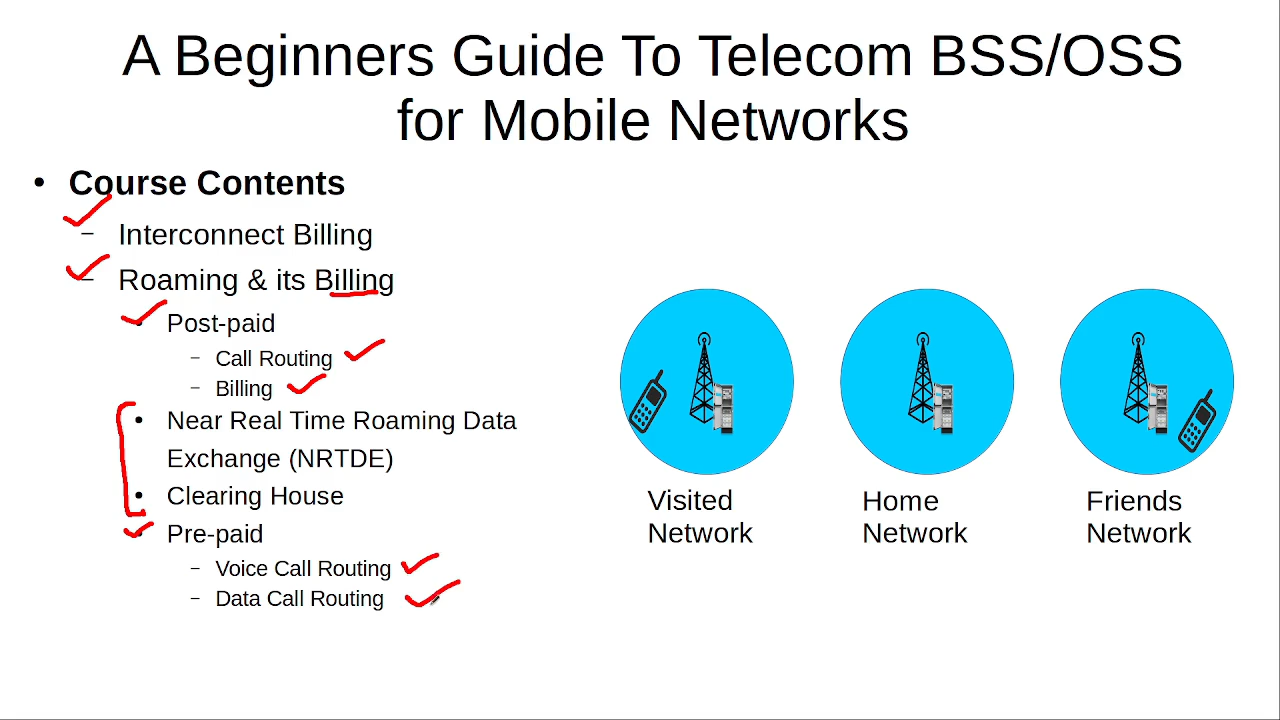 A Beginners Guide To Telecom BSS/OSS
for Mobile Networks
• Course Contents
– Interconnect Billing
– Roaming & its Billing
• Post-paid
– Call Routing
– Billing
• Near Real Time Roaming Data
Exchange (NRTDE)
• Clearing House
• Pre-paid
– Voice Call Routing
– Data Call Routing
Visited
Network
Home
Network
Friends
Network